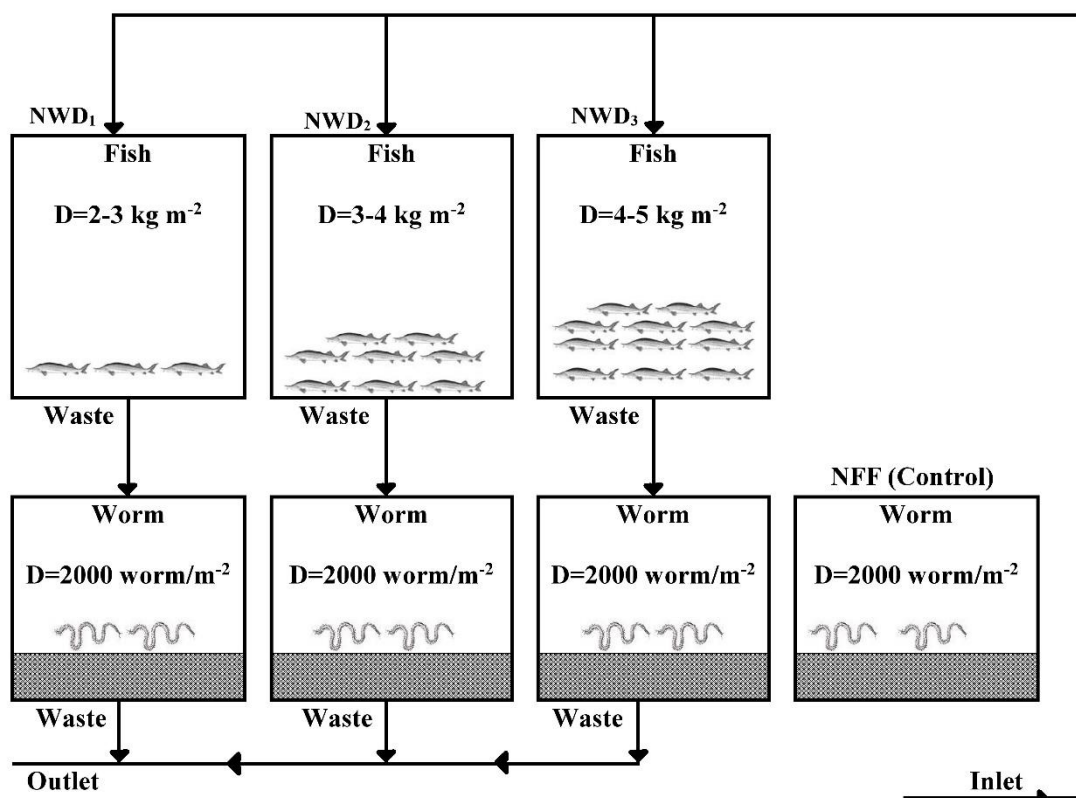 NWD₁
NWD₂
NWD₃
Fish
Fish
Fish
D=2-3 kg m⁻²
D=3-4 kg m⁻²
D=4-5 kg m⁻²
Waste
Waste
Waste
NFF (Control)
Worm
Worm
Worm
Worm
D=2000 worm/m⁻²
D=2000 worm/m⁻²
D=2000 worm/m⁻²
D=2000 worm/m⁻²
Waste
Waste
Waste
Outlet
Inlet